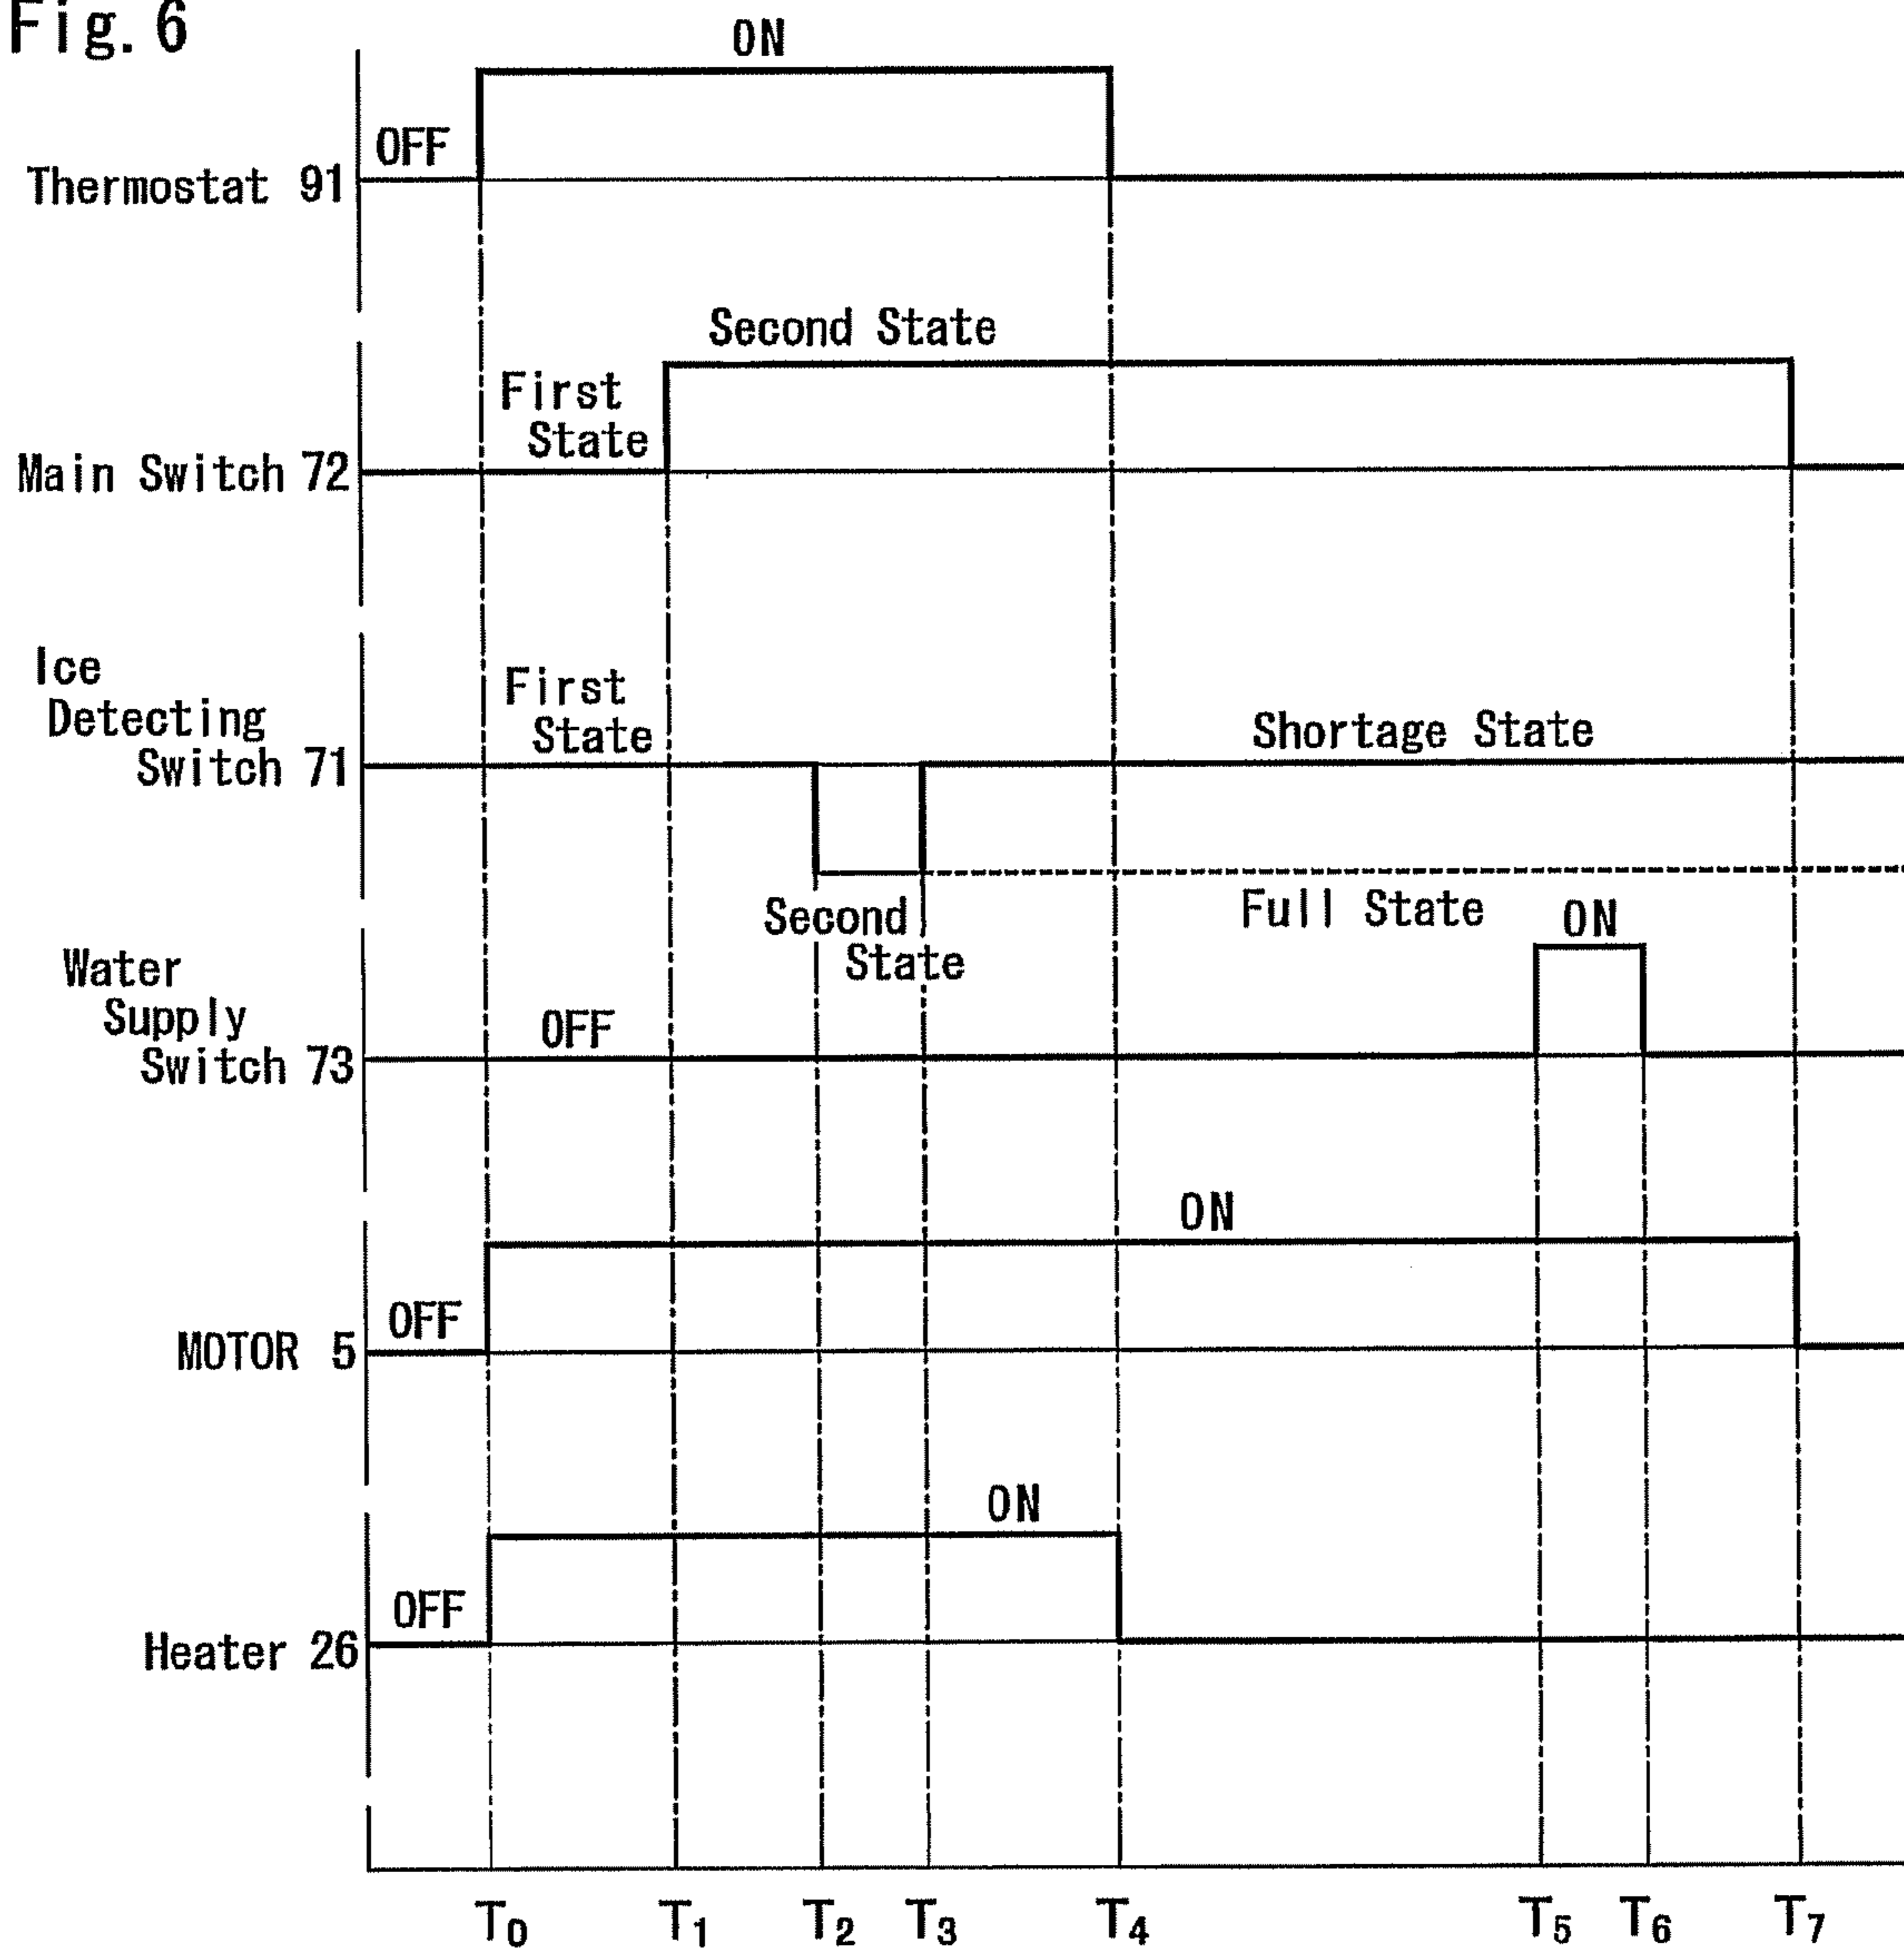 Fig. 6
ON
OFF
Thermostat 91
Second State
First
State
Main Switch 72
Ice
Detecting
Switch 71
First
State
Shortage State
Second
State
Full State
ON
Water
Supply
Switch 73
OFF
ON
OFF
MOTOR 5
ON
OFF
Heater 26
T0 T1 T2 T3 T4 T5 T6 T7